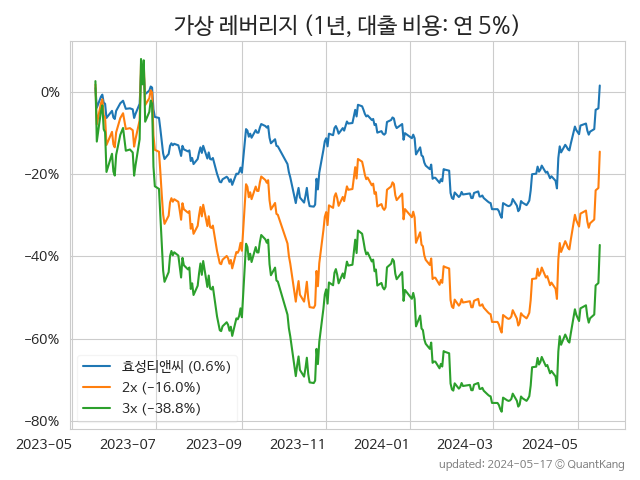 가상 레버리지 (1년, 대출 비용: 연 5%)
0%
−20%
−40%
−60%
−80%
효성티앤씨 (0.6%)
2x (−16.0%)
3x (−38.8%)
2023-05 2023-07 2023-09 2023-11 2024-01 2024-03 2024-05
updated: 2024-05-17 © QuantKang